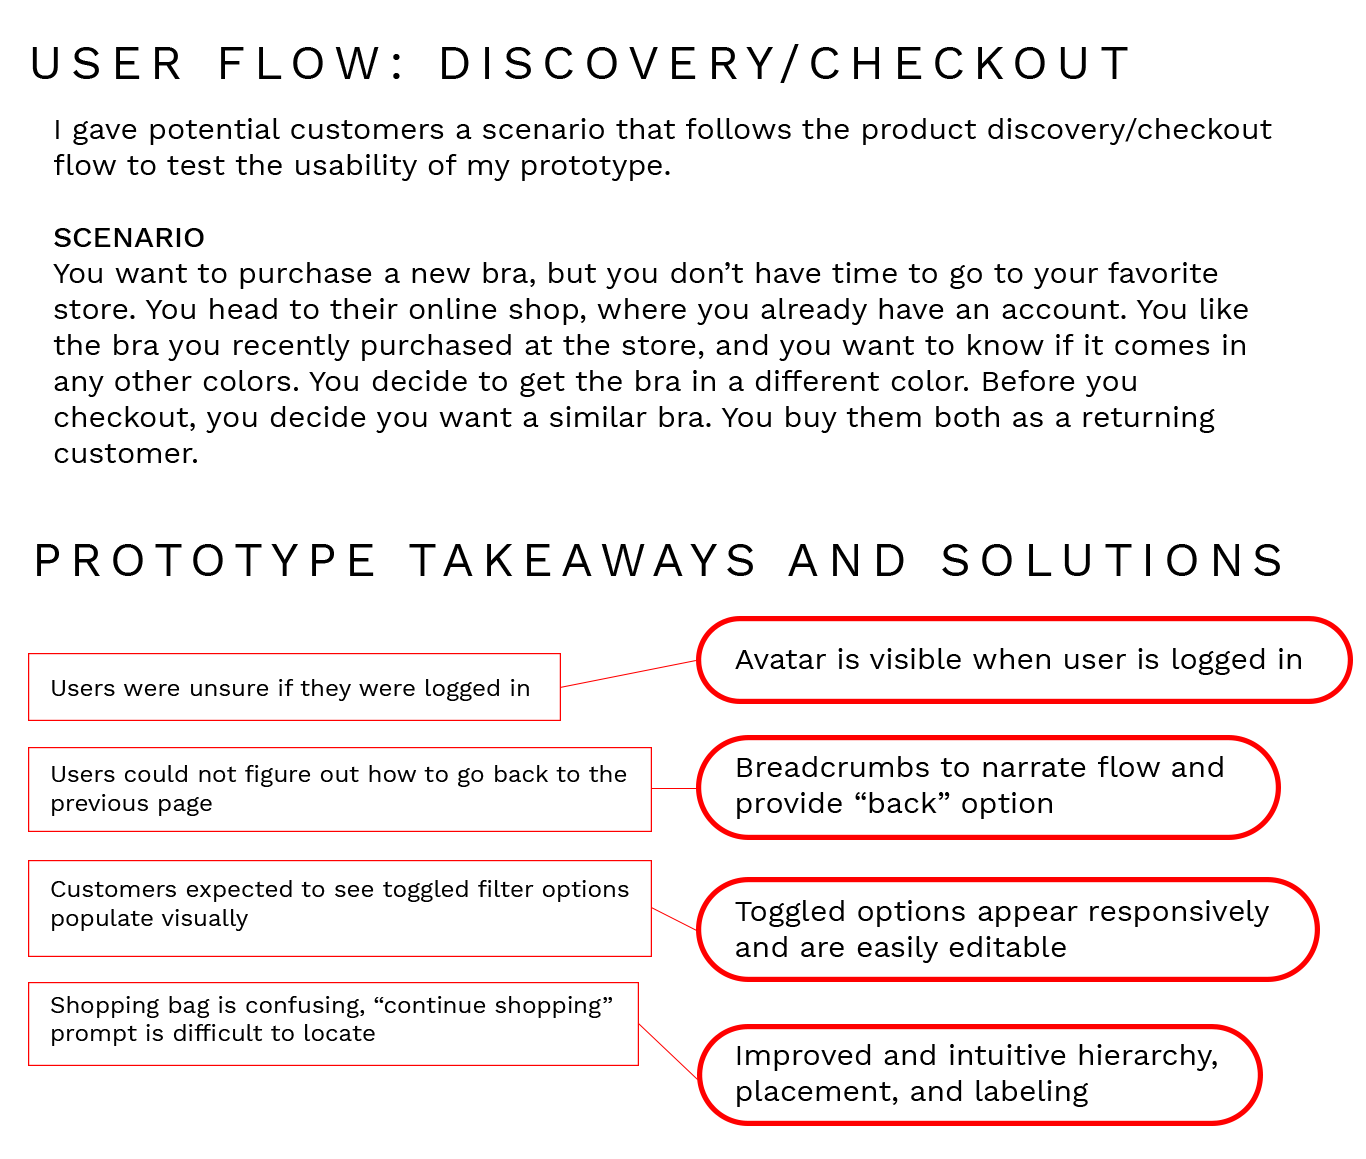 USER FLOW: DISCOVERY/CHECKOUT
I gave potential customers a scenario that follows the product discovery/checkout
flow to test the usability of my prototype.
SCENARIO
You want to purchase a new bra, but you don’t have time to go to your favorite
store. You head to their online shop, where you already have an account. You like
the bra you recently purchased at the store, and you want to know if it comes in
any other colors. You decide to get the bra in a different color. Before you
checkout, you decide you want a similar bra. You buy them both as a returning
customer.
PROTOTYPE TAKEAWAYS AND SOLUTIONS
Users were unsure if they were logged in
Avatar is visible when user is logged in
Users could not figure out how to go back to the
previous page
Breadcrumbs to narrate flow and
provide “back” option
Customers expected to see toggled filter options
populate visually
Toggled options appear responsively
and are easily editable
Shopping bag is confusing, “continue shopping”
prompt is difficult to locate
Improved and intuitive hierarchy,
placement, and labeling